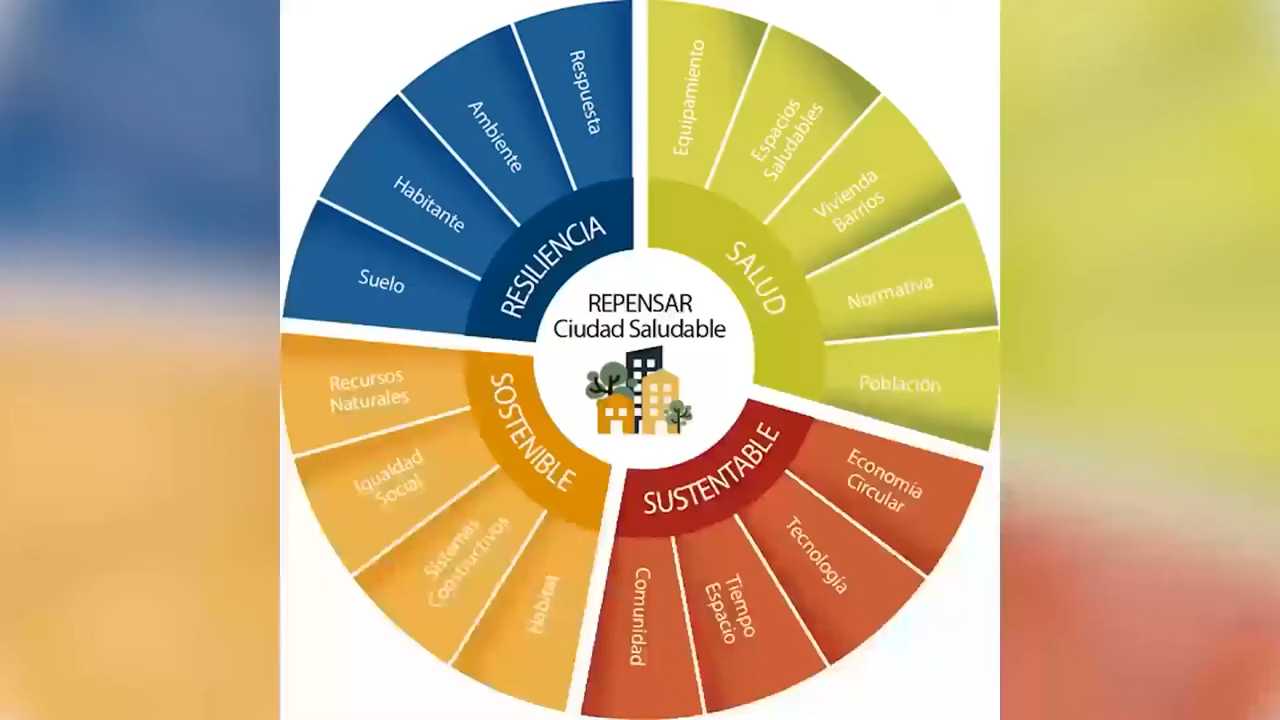 REPENSAR
Ciudad Saludable
RESILIENCIA
Respuesta
Ambiente
Habitante
Suelo
SALUD
Equipamiento
Espacios
Saludables
Vivienda
Barrios
Normativa
Población
SUSTENTABLE
Economía
Circular
Tecnología
Tiempo
Espacio
Comunidad
SOSTENIBLE
Recursos
Naturales
Igualdad
Social
Sistemas
Constructivos
Habitat